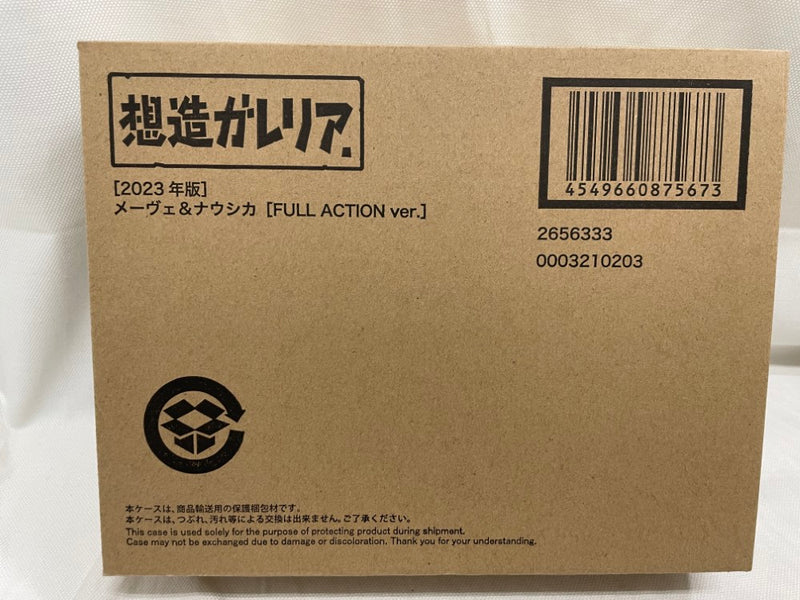 想造ガレリア.
4549660875673
[2023年版]
メーヴェ&ナウシカ [FULL ACTION ver.]
2656333
0003210203
本ケースは、商品輸送用の保護梱包材です。
本ケースは、つぶれ、汚れ等による交換は出来ません。ご了承ください。
This case is used solely for the purpose of protecting product during shipment.
Case may not be exchanged due to damage or discoloration. Thank you for your understanding.